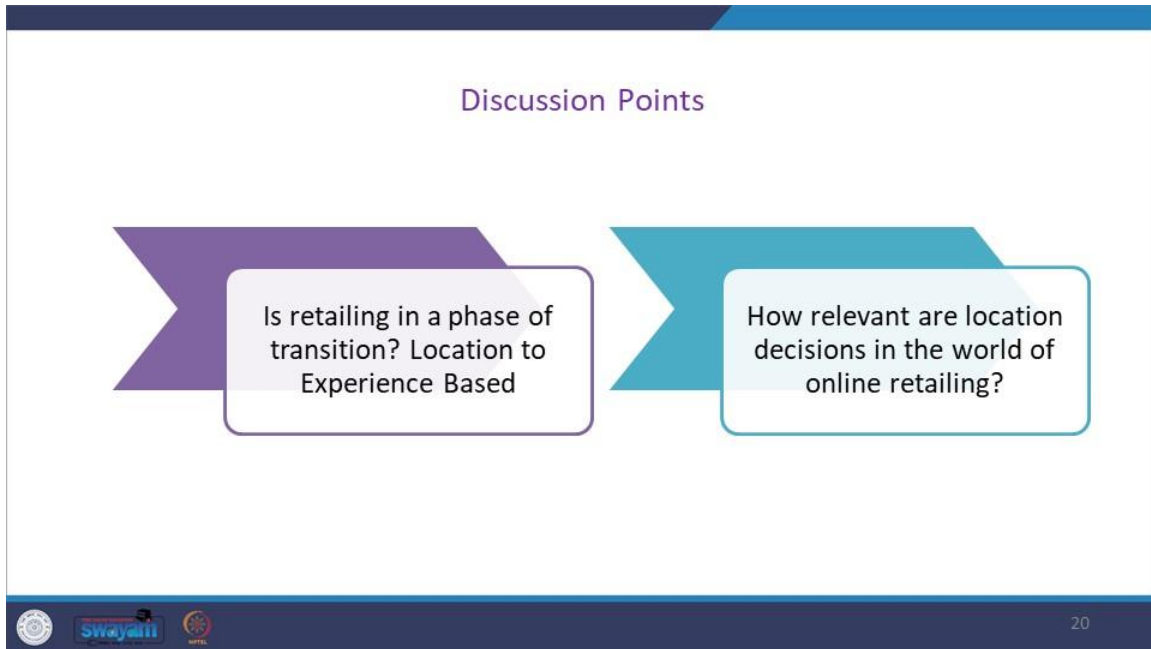 Discussion Points
Is retailing in a phase of
transition? Location to
Experience Based
How relevant are location
decisions in the world of
online retailing?
swayam
NPTEL
20